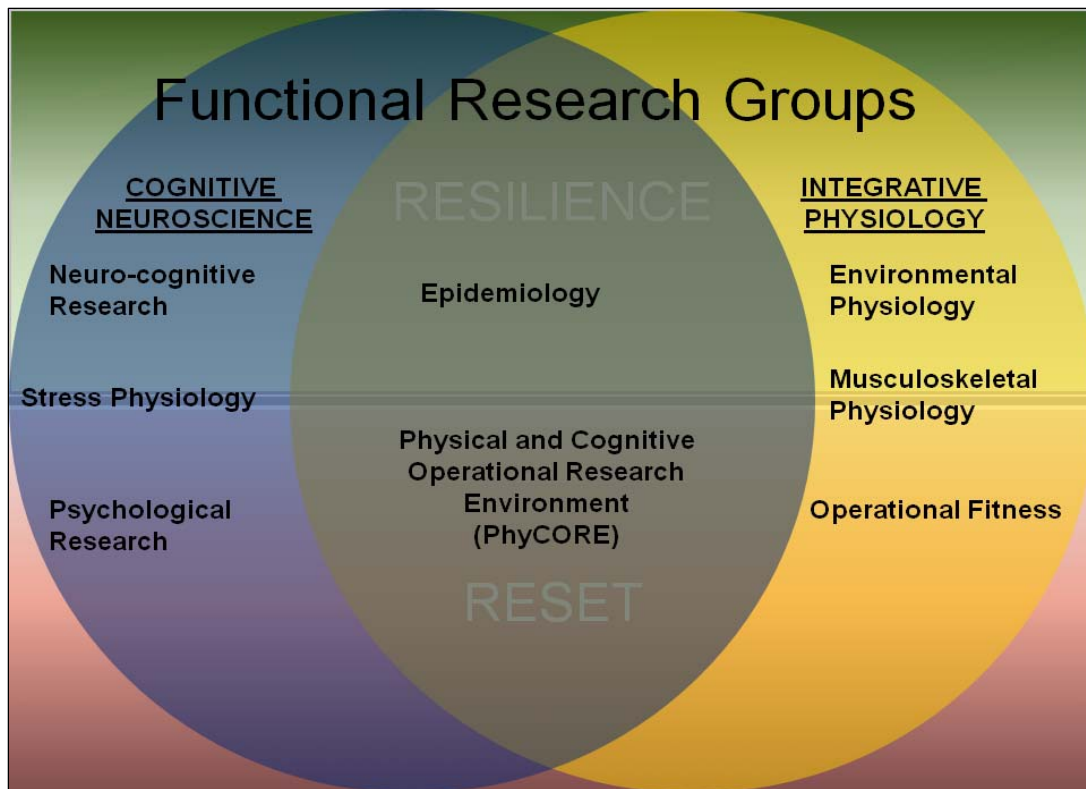 Functional Research Groups
COGNITIVE
NEUROSCIENCE
Neuro-cognitive
Research
Stress Physiology
Psychological
Research
RESILIENCE
Epidemiology
Physical and Cognitive
Operational Research
Environment
(PhyCORE)
RESET
INTEGRATIVE
PHYSIOLOGY
Environmental
Physiology
Musculoskeletal
Physiology
Operational Fitness